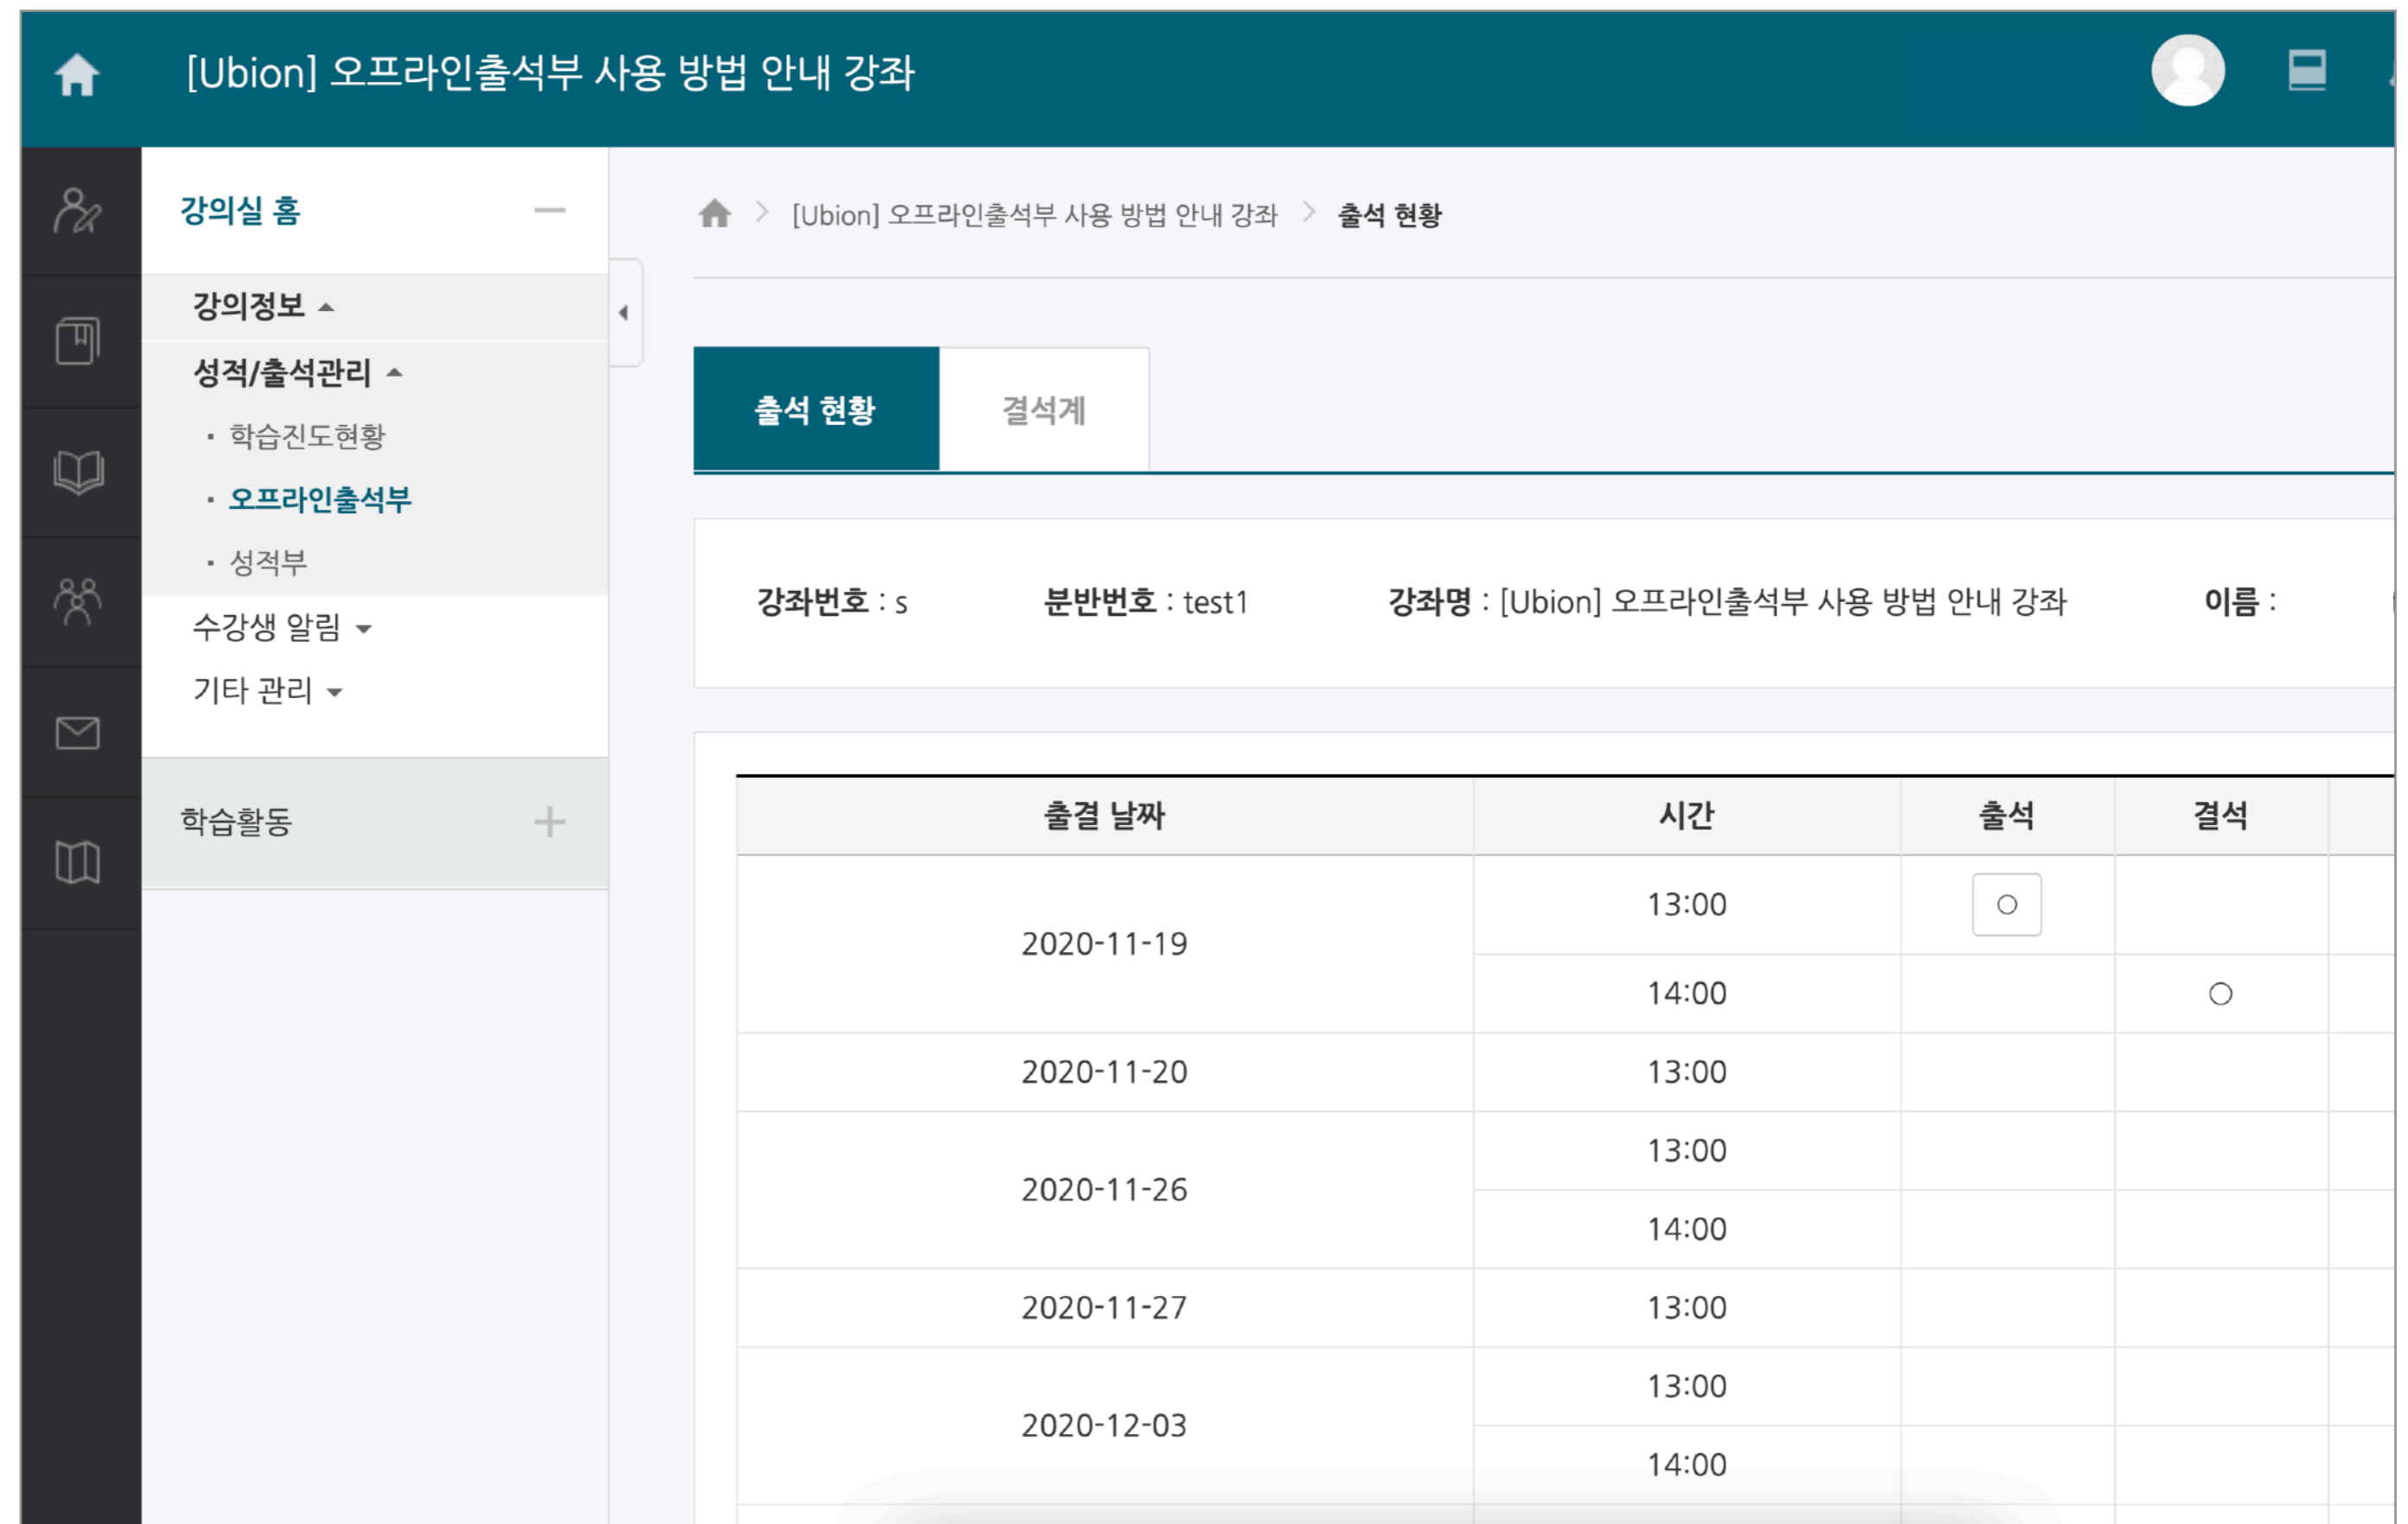 [Ubion] 오프라인출석부 사용 방법 안내 강좌
강의실 홈
강의정보
성적/출석관리
학습진도현황
오프라인출석부
성적부
수강생 알림
기타 관리
학습활동
[Ubion] 오프라인출석부 사용 방법 안내 강좌 > 출석 현황
출석 현황 결석계
강좌번호 : s 분반번호 : test1 강좌명 : [Ubion] 오프라인출석부 사용 방법 안내 강좌 이름 :
출결 날짜 시간 출석 결석
2020-11-19 13:00 ○
14:00 ○
2020-11-20 13:00
2020-11-26 13:00
14:00
2020-11-27 13:00
2020-12-03 13:00
14:00